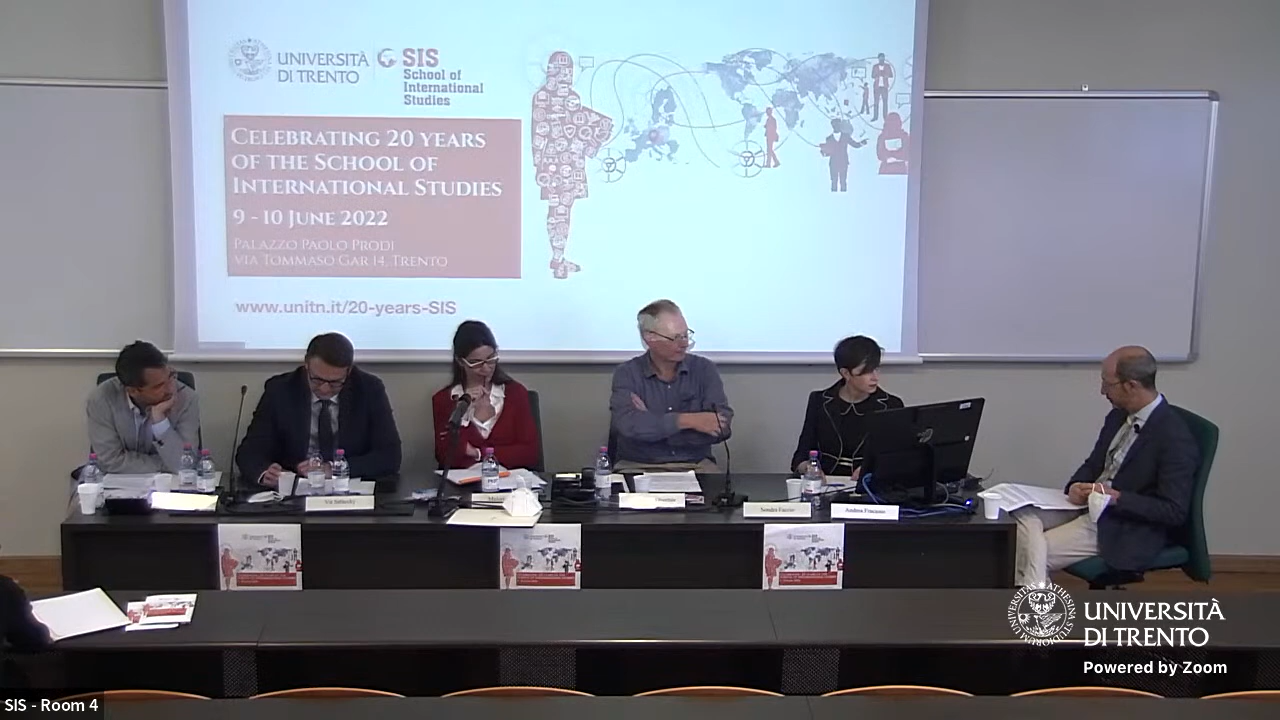 UNIVERSITÀ
DI TRENTO
SIS
School of
International
Studies
CELEBRATING 20 YEARS
OF THE SCHOOL OF
INTERNATIONAL STUDIES
9 - 10 JUNE 2022
PALAZZO PAOLO PRODI
VIA TOMMASO GAR 14, TRENTO
www.unitn.it/20-years-SIS
Andrea Fracasso
UNIVERSITÀ
DI TRENTO
Powered by Zoom
SIS - Room 4